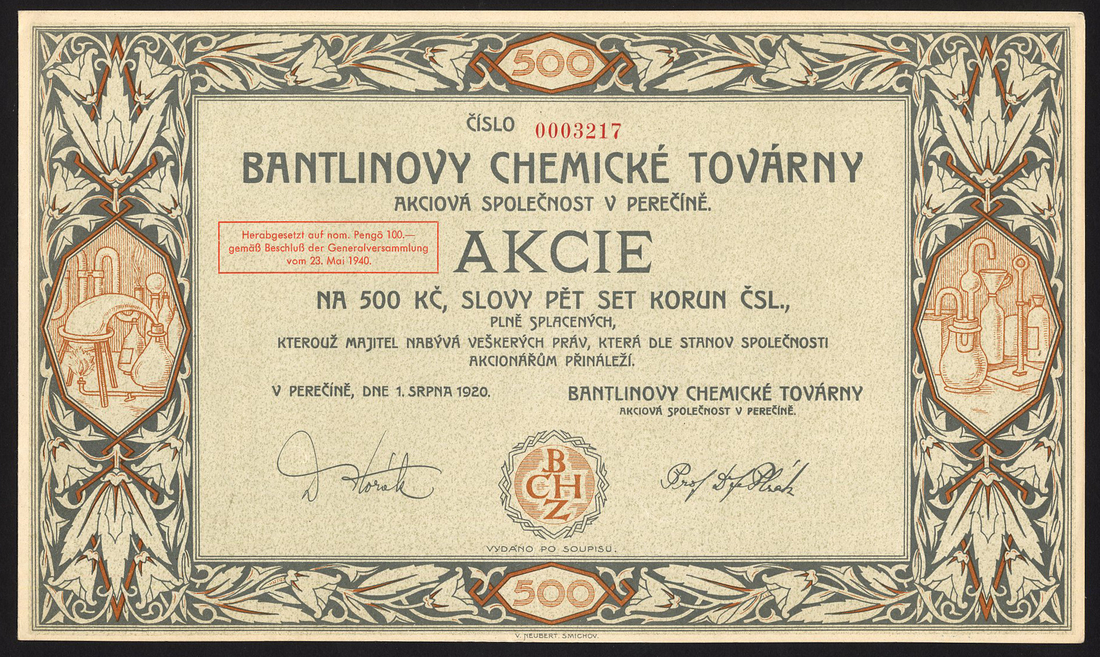 500
ČÍSLO 0003217
BANTLINOVY CHEMICKÉ TOVÁRNY
AKCIOVÁ SPOLEČNOST V PEREČÍNĚ.
Herabgesetzt auf nom. Pengö 100.—
gemäß Beschluß der Generalversammlung
vom 23. Mai 1940.
AKCIE
NA 500 KČ, SLOVY PĚT SET KORUN ČSL.,
PLNĚ SPLACENÝCH,
KTEROUŽ MAJITEL NABÝVÁ VEŠKERÝCH PRÁV, KTERÁ DLE STANOV SPOLEČNOSTI
AKCIONÁŘŮM PŘINÁLEŽÍ.
V PEREČÍNĚ, DNE 1. SRPNA 1920.
BANTLINOVY CHEMICKÉ TOVÁRNY
AKCIOVÁ SPOLEČNOST V PEREČÍNĚ.
B
CH
Z
VYDÁNO PO SOUPISU.
500
V. NEUBERT, SMICHOV.